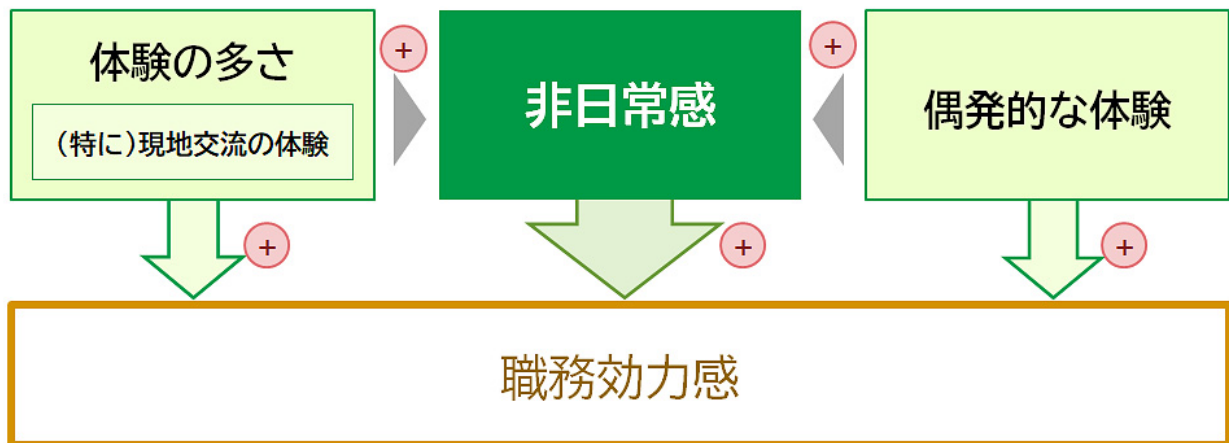 体験の多さ
(特に)現地交流の体験
+
非日常感
+
偶発的な体験
+
+
+
職務効力感